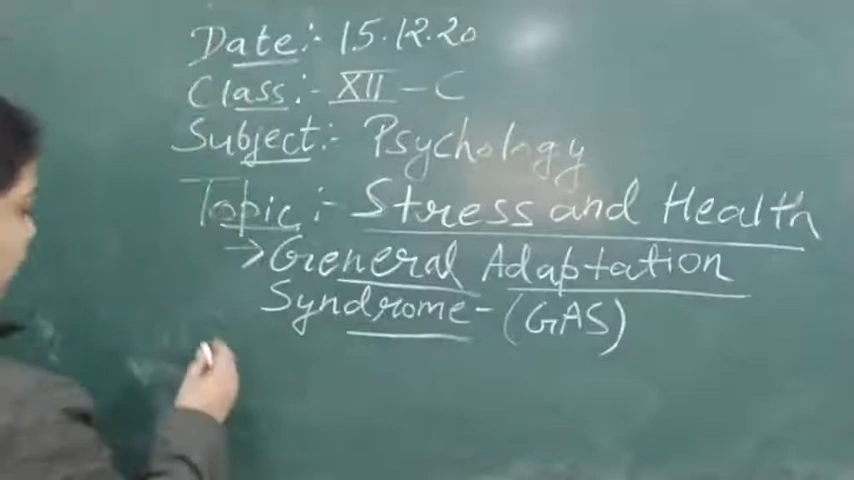 Date:- 15.12.20
Class:- XII - C
Subject:- Psychology
Topic:- Stress and Health
→ General Adaptation
Syndrome - (GAS)